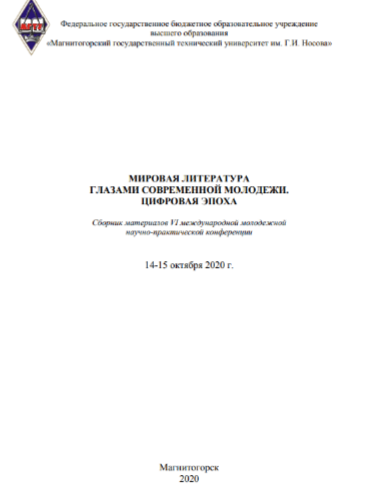 Федеральное государственное бюджетное образовательное учреждение
высшего образования
«Магнитогорский государственный технический университет им. Г.И. Носова»
МИРОВАЯ ЛИТЕРАТУРА
ГЛАЗАМИ СОВРЕМЕННОЙ МОЛОДЕЖИ.
ЦИФРОВАЯ ЭПОХА
Сборник материалов VI международной молодежной
научно-практической конференции
14-15 октября 2020 г.
Магнитогорск
2020